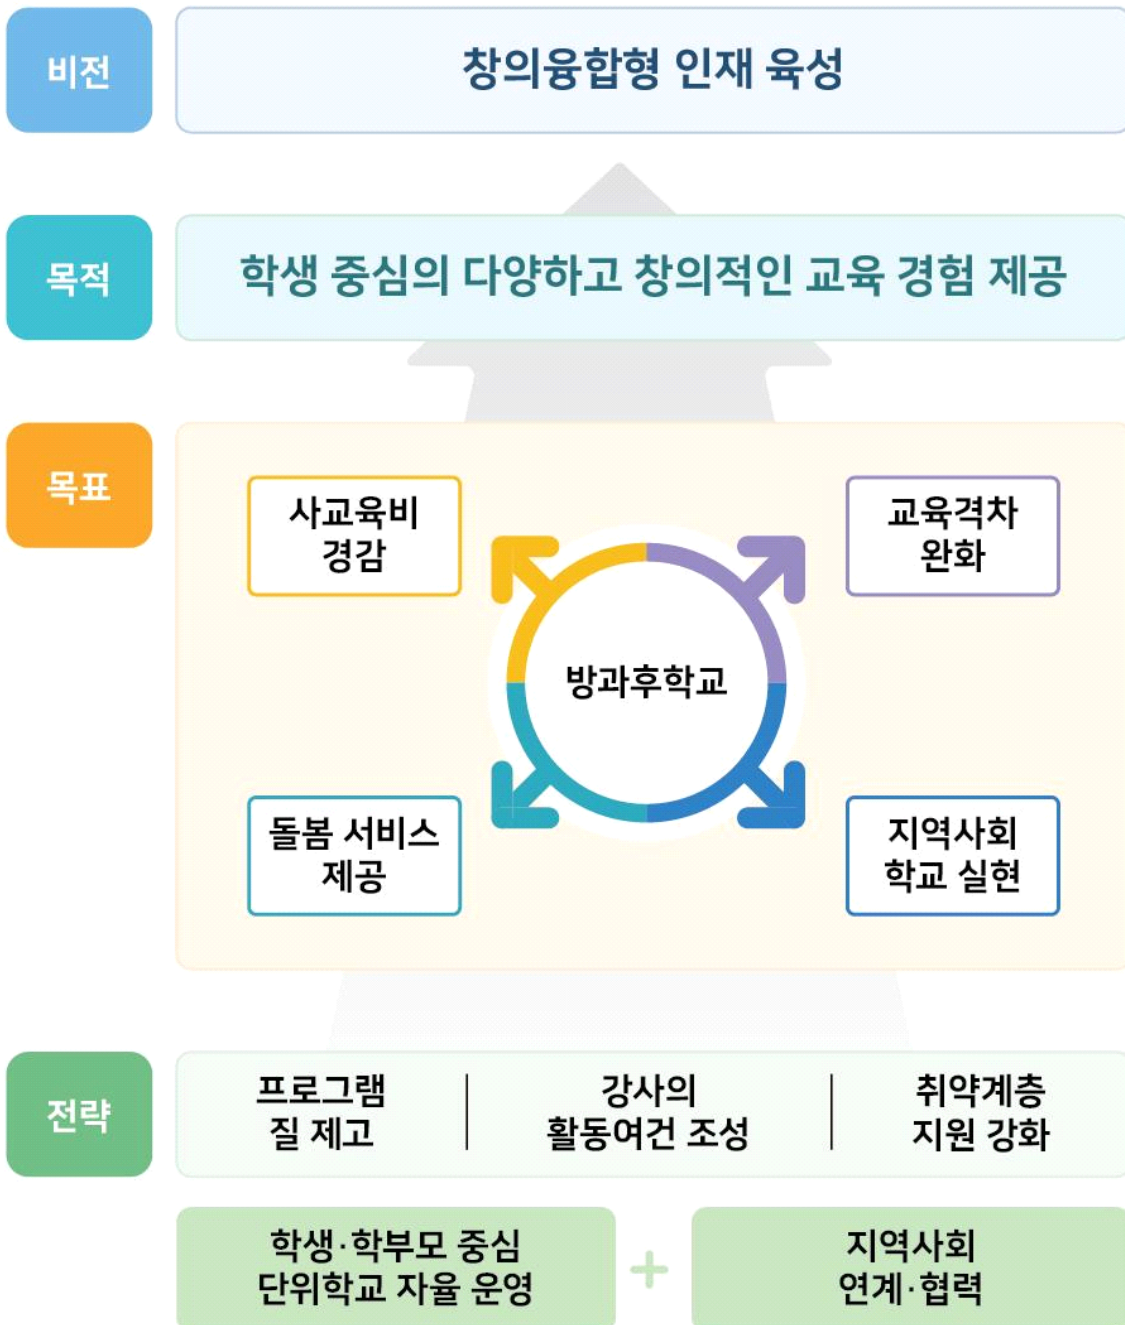 비전
창의융합형 인재 육성
목적
학생 중심의 다양하고 창의적인 교육 경험 제공
목표
사교육비
경감
교육격차
완화
방과후학교
돌봄 서비스
제공
지역사회
학교 실현
전략
프로그램
질 제고
강사의
활동여건 조성
취약계층
지원 강화
학생·학부모 중심
단위학교 자율 운영
+
지역사회
연계·협력